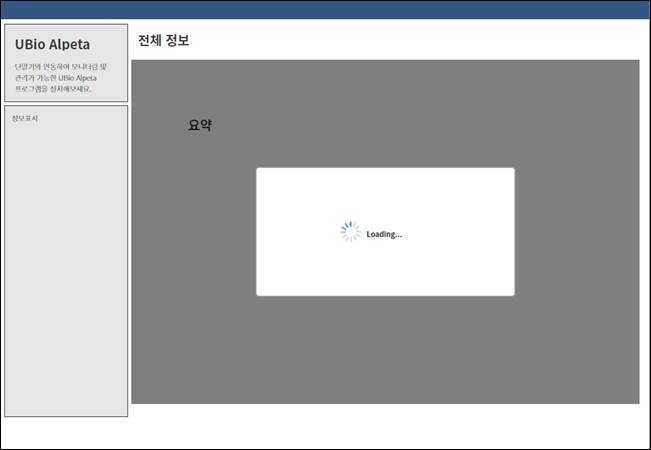 UBio Alpeta
단말기와 연동하여 모니터링 및
관리가 가능한 UBio Alpeta
프로그램을 설치해보세요.
정보표시
전체 정보
요약
Loading...